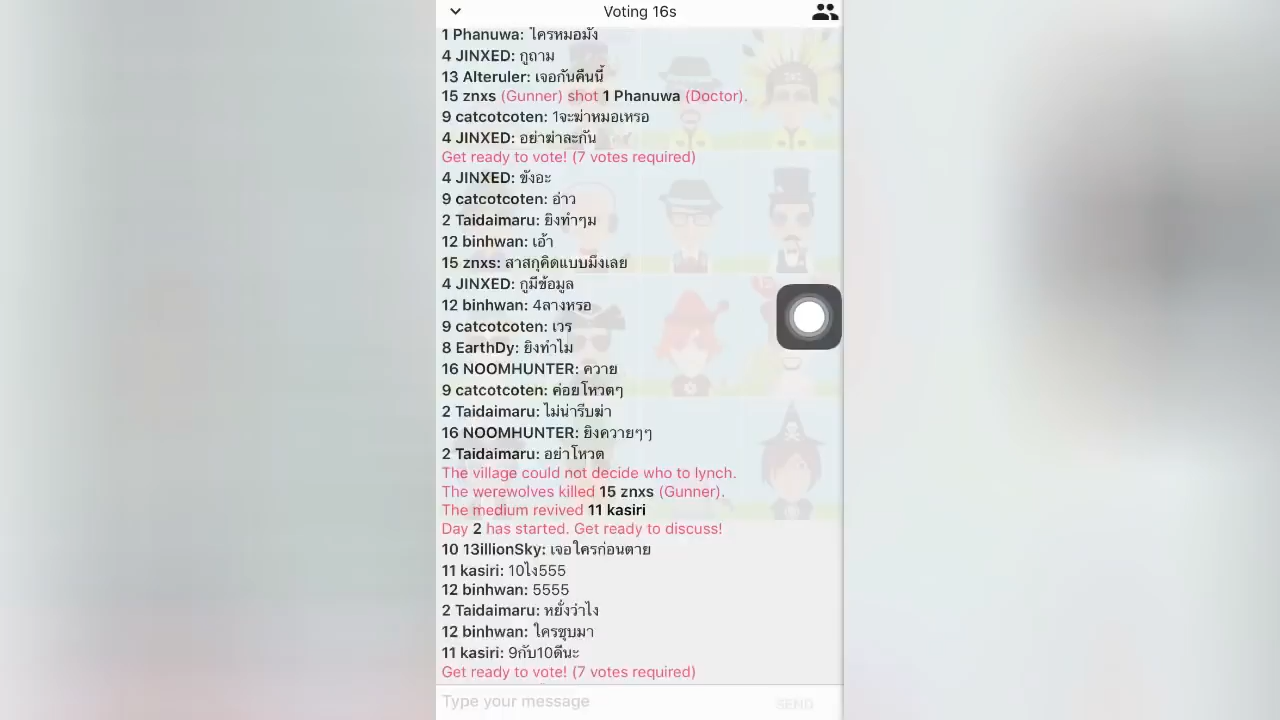 Voting 16s
1 Phanuwa: ใครหมอมั่ง
4 JINXED: กูถาม
13 Alteruler: เจอกันคืนนี้
15 znxs (Gunner) shot 1 Phanuwa (Doctor).
9 catcotcoten: 1จะฆ่าหมอเหรอ
4 JINXED: อย่าฆ่าละกัน
Get ready to vote! (7 votes required)
4 JINXED: ขังอะ
9 catcotcoten: อ่าว
2 Taidaimaru: ยิงทำๆม
12 binhwan: เอ้า
15 znxs: สาสกุคิดแบบมึงเลย
4 JINXED: กูมีข้อมูล
12 binhwan: 4ลางหรอ
9 catcotcoten: เวร
8 EarthDy: ยิงทำไม
16 NOOMHUNTER: ควาย
9 catcotcoten: ค่อยโหวตๆ
2 Taidaimaru: ไม่น่ารีบฆ่า
16 NOOMHUNTER: ยิงควายๆๆ
2 Taidaimaru: อย่าโหวต
The village could not decide who to lynch.
The werewolves killed 15 znxs (Gunner).
The medium revived 11 kasiri
Day 2 has started. Get ready to discuss!
10 13illionSky: เจอใครก่อนตาย
11 kasiri: 10ไง555
12 binhwan: 5555
2 Taidaimaru: หยั่งว่าไง
12 binhwan: ใครชุบมา
11 kasiri: 9กับ10ดีนะ
Get ready to vote! (7 votes required)
Type your message
SEND